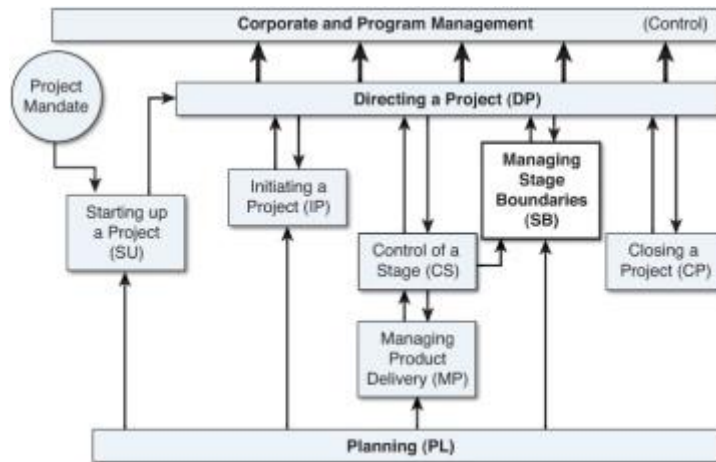 Corporate and Program Management (Control)
Project
Mandate
Directing a Project (DP)
Managing
Stage
Boundaries
(SB)
Initiating a
Project (IP)
Starting up
a Project
(SU)
Control of a
Stage (CS)
Closing a
Project (CP)
Managing
Product
Delivery (MP)
Planning (PL)